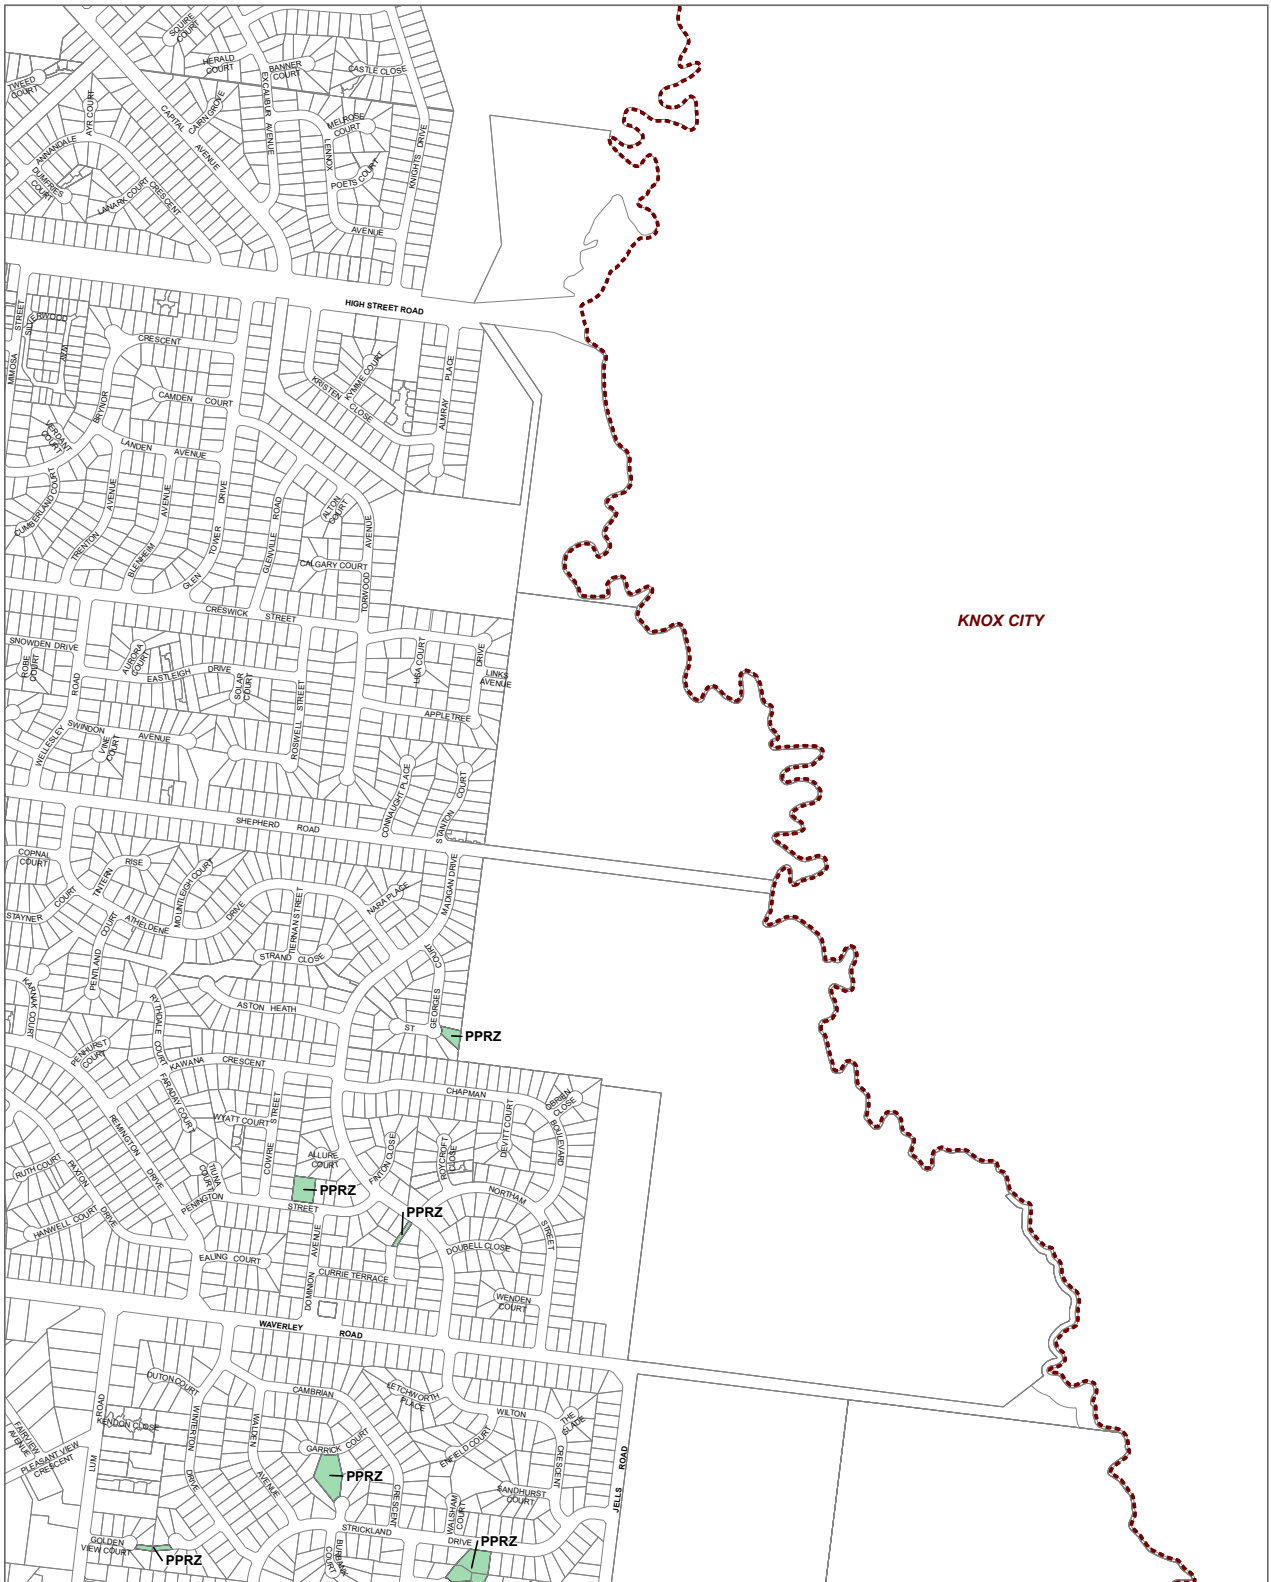 SQUIRE
COURT
HERALD
COURT
BANNER
COURT
CASTLE CLOSE
TWEED
COURT
AYR COURT
CAPITAL
AVENUE
CAIRN GROVE
EXCALIBUR
AVENUE
MELROSE
COURT
LENNOX
AVENUE
KNIGHTS DRIVE
ANNANDALE
CRESCENT
DUMFRIES
COURT
LANARK COURT
POETS COURT
HIGH STREET ROAD
MIMOSA
STREET
SILVERWOOD
WAY
CRESCENT
BRYNOR
CAMDEN COURT
KRISTEN
CLOSE
KYMME COURT
ALMRAY PLACE
VERDANT
COURT
LANDEN AVENUE
CUMBERLAND COURT
TRENTON
AVENUE
BLENHEIM
AVENUE
GLEN
TOWER
DRIVE
GLENVILLE ROAD
ALTON
COURT
CALGARY COURT
TORWOOD
AVENUE
CRESWICK STREET
KNOX CITY
SNOWDEN DRIVE
ROBE
COURT
AURORA
COURT
EASTLEIGH DRIVE
SOLAR
COURT
LISA COURT
DRIVE
LINKS
AVENUE
APPLETREE
WELLESLEY
ROAD
SWINDON
AVENUE
VINE
COURT
ROSWELL STREET
CONNAUGHT PLACE
STANTON
COURT
SHEPHERD ROAD
COPNAL
COURT
TINTERN
RISE
MOUNTLEIGH COURT
STAYNER
COURT
ATHELDENE
DRIVE
TIERNAN STREET
NARA PLACE
MADIGAN DRIVE
PENTLAND
COURT
STRAND CLOSE
KARNAK COURT
RYTHDALE
COURT
ASTON HEATH
ST
GEORGES
COURT
PPRZ
PENHURST
COURT
KAWANA CRESCENT
FARADAY COURT
CHAPMAN
BOULEVARD
OBRIEN
CLOSE
REMINGTON
DRIVE
WYATT COURT
COWRIE
STREET
ALLURE
COURT
FINTON CLOSE
ROYCROFT
CLOSE
DEVITT COURT
RUTH COURT
PAXTON
DRIVE
TIUNA
COURT
PENINGTON
STREET
PPRZ
PPRZ
NORTHAM
STREET
HANWELL COURT
EALING COURT
DOMINION
AVENUE
CURRIE TERRACE
DOUBELL CLOSE
WENDEN
COURT
WAVERLEY ROAD
DUTON COURT
CAMBRIAN
CRESCENT
LETCHWORTH
PLACE
WILTON
CRESCENT
THE
GLADE
KENDON CLOSE
FAIRVIEW
AVENUE
PLEASANT VIEW
CRESCENT
LUM
ROAD
WINTERTON
DRIVE
WALDEN
AVENUE
GARRICK COURT
PPRZ
ENFIELD COURT
SANDHURST
COURT
WALSHAM
COURT
JELLS
ROAD
GOLDEN
VIEW COURT
PPRZ
STRICKLAND
DRIVE
BURBANK
COURT
PPRZ